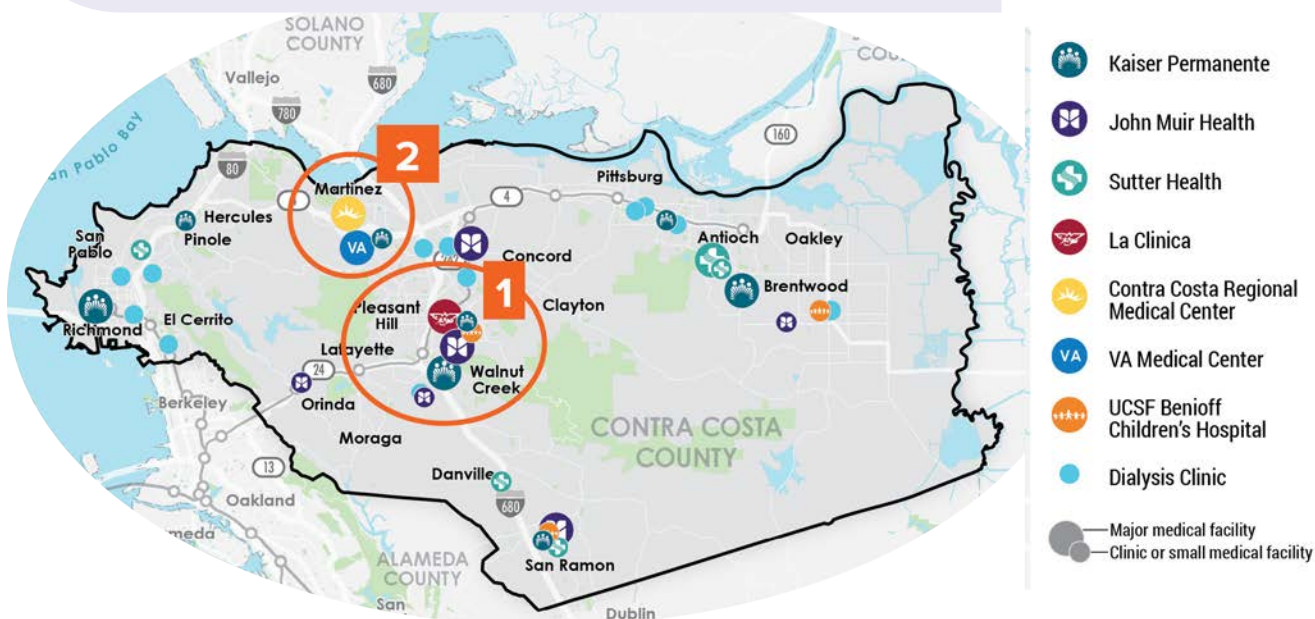 SOLANO
COUNTY
Vallejo
680
780
160
San Pablo Bay
80
2
Martinez
Pittsburg
4
4
Hercules
Pinole
San
Pablo
VA
Antioch
Oakley
242
Concord
1
Brentwood
Pleasant
Hill
Clayton
Richmond
El Cerrito
Lafayette
24
Walnut
Creek
Orinda
Berkeley
CONTRA COSTA
COUNTY
Moraga
13
Danville
Oakland
680
meda
ALAMEDA
COUNTY
San Ramon
San
Dublin
Kaiser Permanente
John Muir Health
Sutter Health
La Clinica
Contra Costa Regional
Medical Center
VA
VA Medical Center
UCSF Benioff
Children's Hospital
Dialysis Clinic
Major medical facility
Clinic or small medical facility